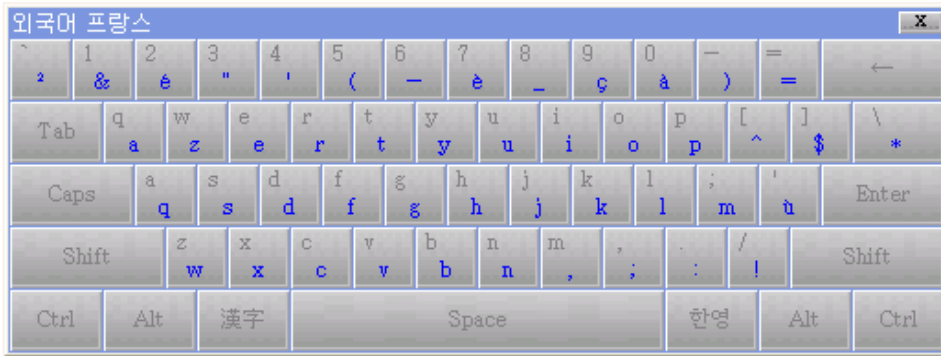 외국어 프랑스 X
` ² 1 & 2 é 3 " 4 ' 5 ( 6 – 7 è 8 _ 9 ç 0 à – ) = = ←
Tab q a w z e e r r t t y y u u i i o o p p [ ^ ] $ \ *
Caps a q s s d d f f g g h h j j k k l l ; m ' ù Enter
Shift z w x x c c v v b b n n m , , ; . : / ! Shift
Ctrl Alt 漢字 Space 한영 Alt Ctrl